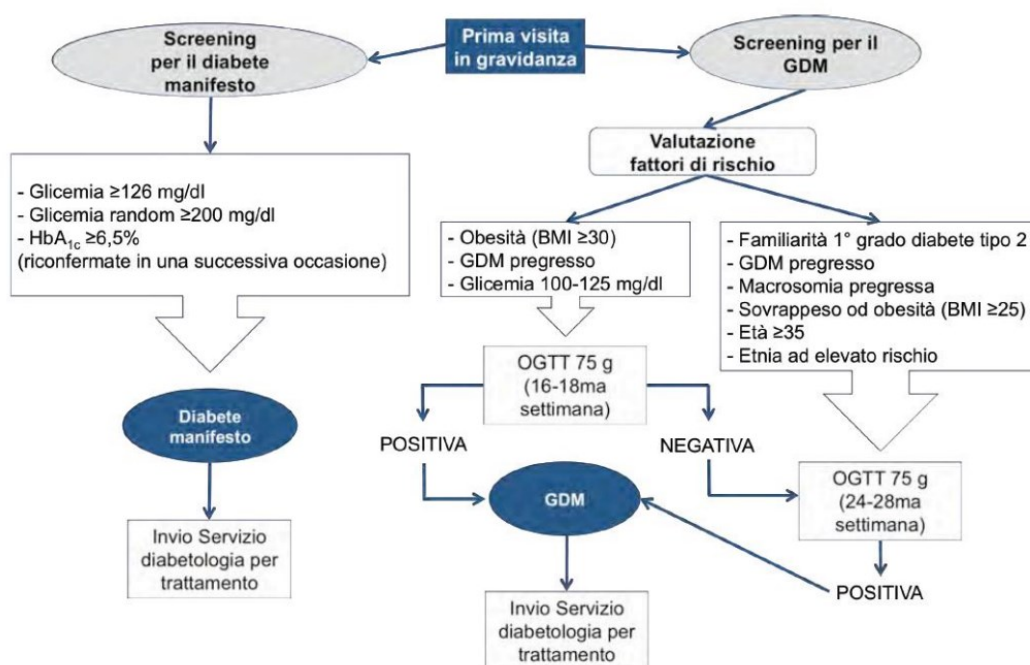 Prima visita
in gravidanza
Screening
per il diabete
manifesto
Screening per il
GDM
Valutazione
fattori di rischio
- Glicemia ≥126 mg/dl
- Glicemia random ≥200 mg/dl
- HbA1c ≥6,5%
(riconfermate in una successiva occasione)
- Obesità (BMI ≥30)
- GDM pregresso
- Glicemia 100-125 mg/dl
- Familiarità 1° grado diabete tipo 2
- GDM pregresso
- Macrosomia pregressa
- Sovrappeso od obesità (BMI ≥25)
- Età ≥35
- Etnia ad elevato rischio
OGTT 75 g
(16-18ma
settimana)
Diabete
manifesto
POSITIVA
NEGATIVA
GDM
OGTT 75 g
(24-28ma
settimana)
POSITIVA
Invio Servizio
diabetologia per
trattamento
Invio Servizio
diabetologia per
trattamento